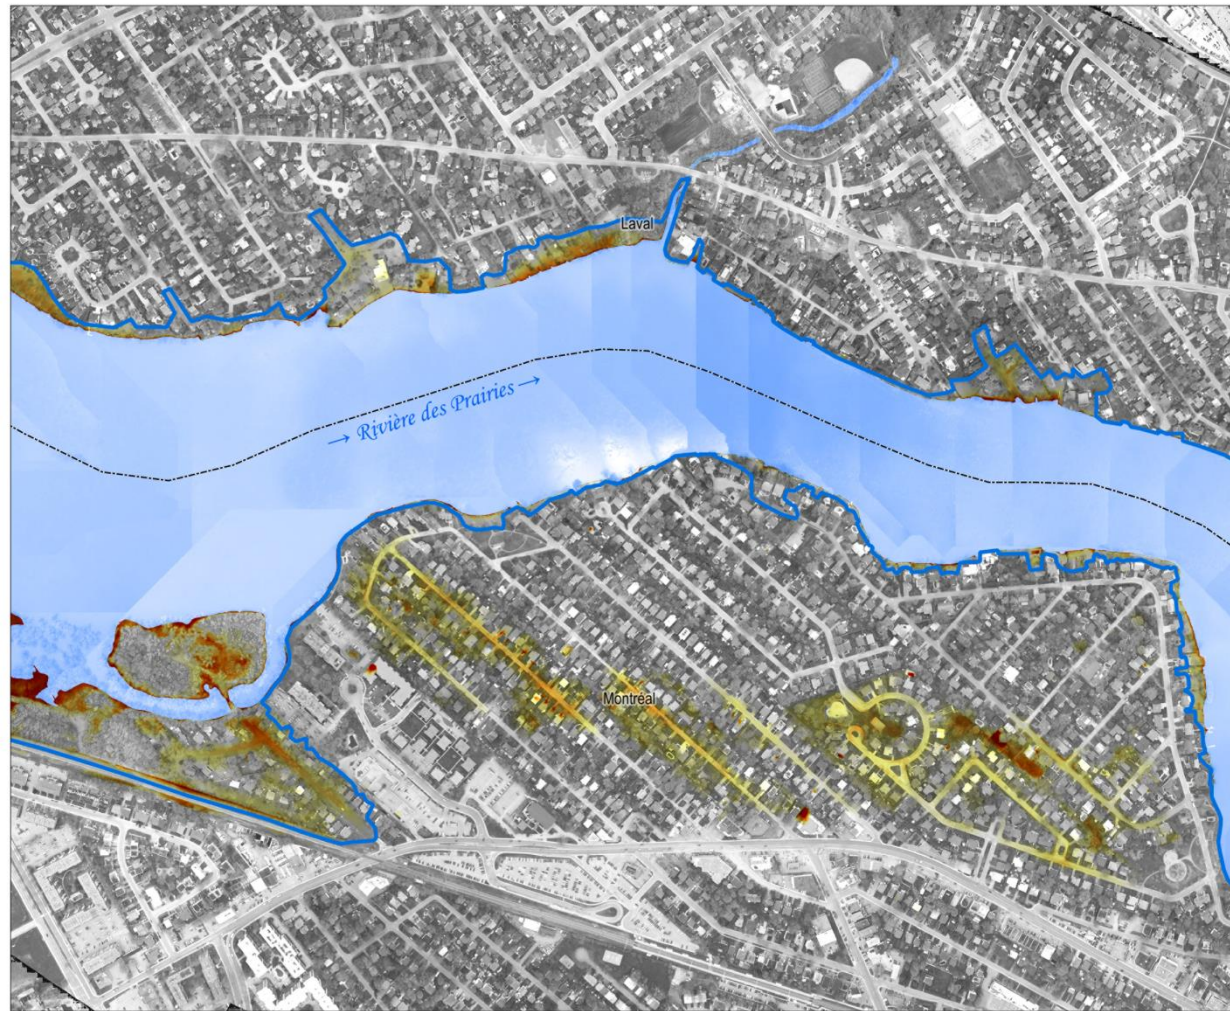 Laval
→ Rivière des Prairies →
Montréal